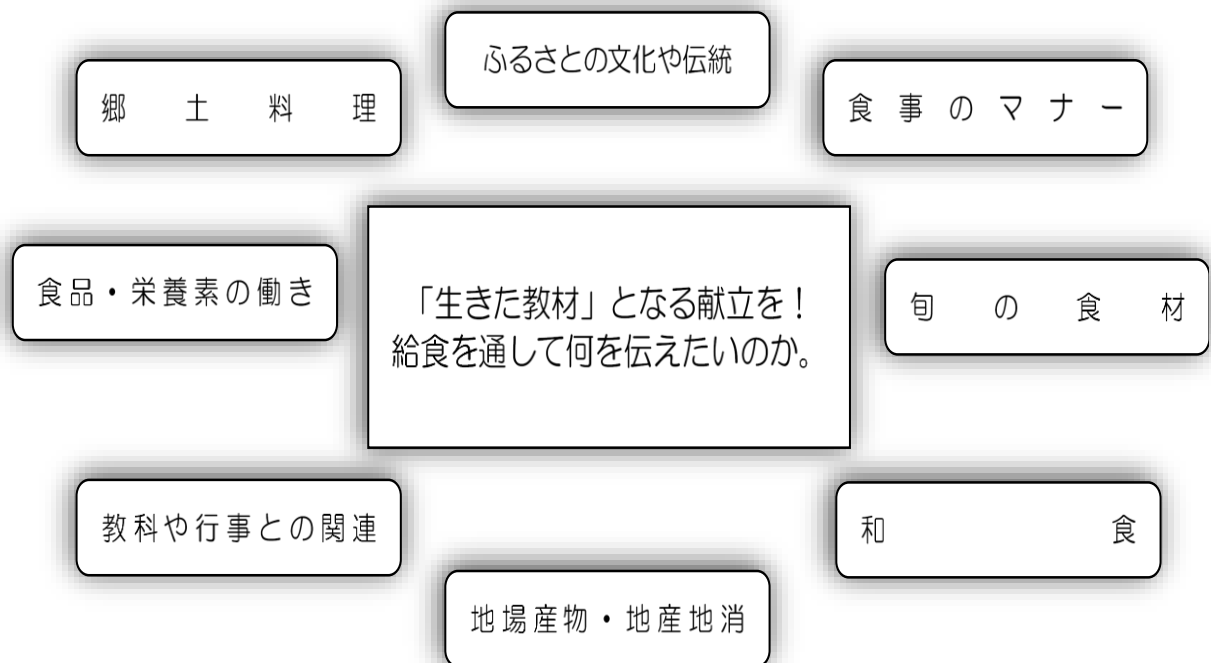 ふるさとの文化や伝統
郷土料理
食事のマナー
食品・栄養素の働き
「生きた教材」となる献立を！
給食を通して何を伝えたいのか。
旬の食材
教科や行事との関連
和食
地場産物・地産地消